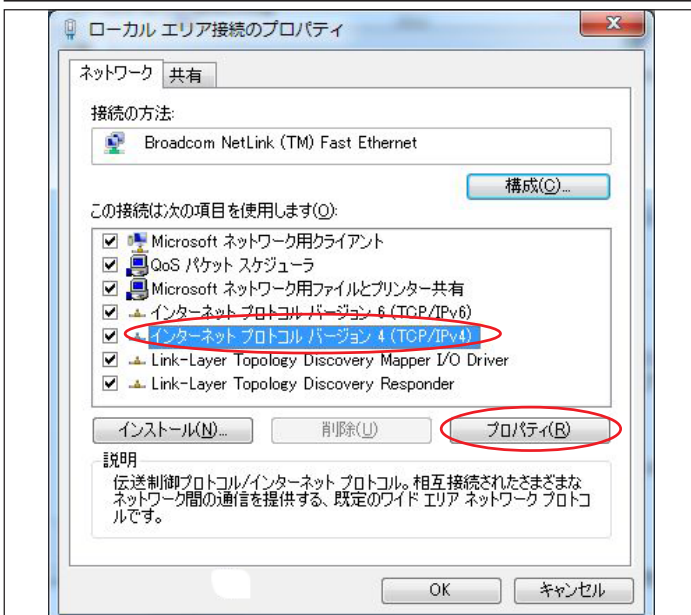 ローカル エリア接続のプロパティ
ネットワーク 共有
接続の方法:
Broadcom NetLink (TM) Fast Ethernet
構成(C)...
この接続は次の項目を使用します(O):
Microsoft ネットワーク用クライアント
QoS パケット スケジューラ
Microsoft ネットワーク用ファイルとプリンター共有
インターネット プロトコル バージョン 6 (TCP/IPv6)
インターネット プロトコル バージョン 4 (TCP/IPv4)
Link-Layer Topology Discovery Mapper I/O Driver
Link-Layer Topology Discovery Responder
インストール(N)... 削除(U) プロパティ(R)
説明
伝送制御プロトコル/インターネット プロトコル。相互接続されたさまざまな
ネットワーク間の通信を提供する、既定のワイド エリア ネットワーク プロトコ
ルです。
OK キャンセル